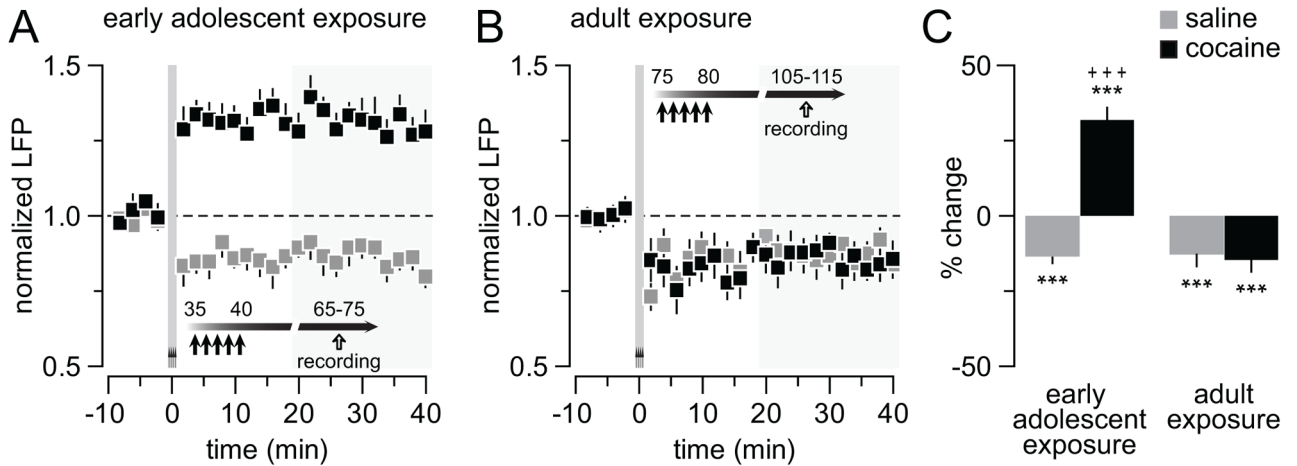 A
early adolescent exposure
1.5
1.0
0.5
normalized LFP
35 40 65-75
recording
-10 0 10 20 30 40
time (min)
B
adult exposure
1.5
1.0
0.5
normalized LFP
75 80 105-115
recording
-10 0 10 20 30 40
time (min)
C
saline
cocaine
50
0
-50
% change
+++
***
***
*** ***
early
adolescent
exposure
adult
exposure